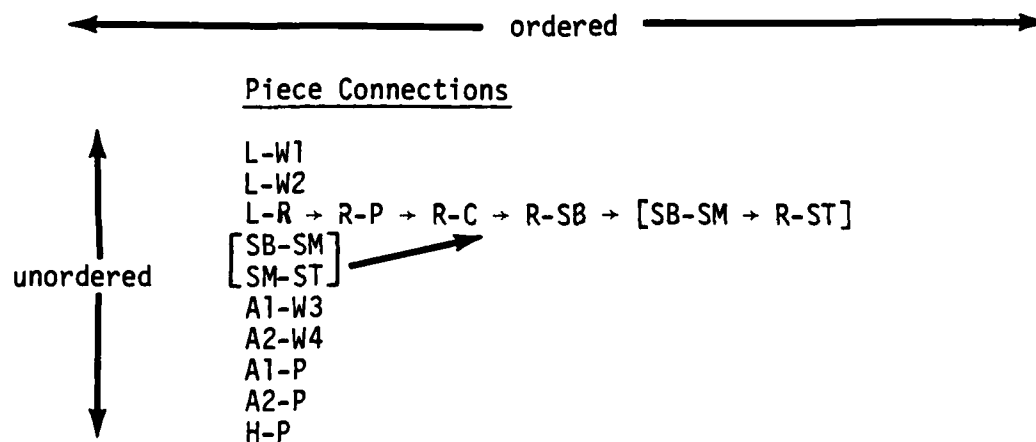 ordered
Piece Connections
L-W1
L-W2
L-R → R-P → R-C → R-SB → [SB-SM → R-ST]
[SB-SM
SM-ST]
unordered
A1-W3
A2-W4
A1-P
A2-P
H-P